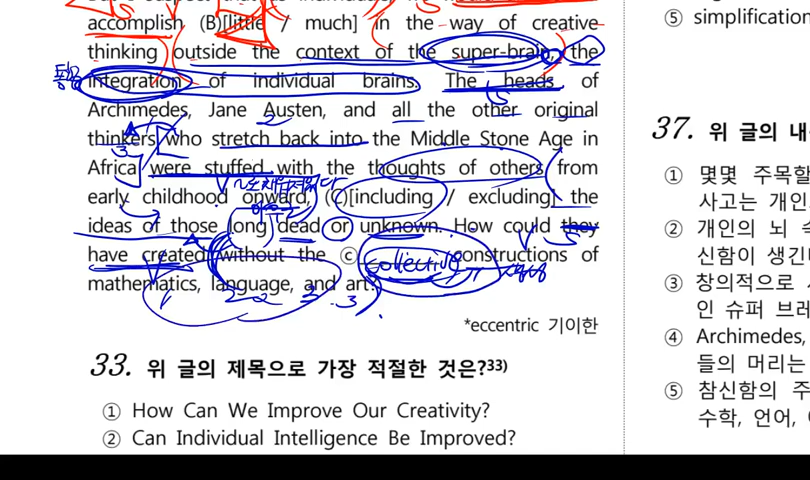 accomplish, (B)[little / much] in the way of creative
thinking outside the context of the super-brain, the
integration of individual brains. The heads of
Archimedes, Jane Austen, and all the other original
thinkers who stretch back into the Middle Stone Age in
Africa were stuffed with the thoughts of others from
early childhood onward, (C)[including / excluding] the
ideas of those long dead or unknown. How could they
have created without the ⓒ collective constructions of
mathematics, language, and art?
*eccentric 기이한
33. 위 글의 제목으로 가장 적절한 것은?33)
① How Can We Improve Our Creativity?
② Can Individual Intelligence Be Improved?
⑤ simplification
37. 위 글의 내
① 몇몇 주목할
사고는 개인
② 개인의 뇌 속
신함이 생긴
③ 창의적으로 사
인 슈퍼 브레
④ Archimedes,
들의 머리는
⑤ 참신함의 주
수학, 언어,